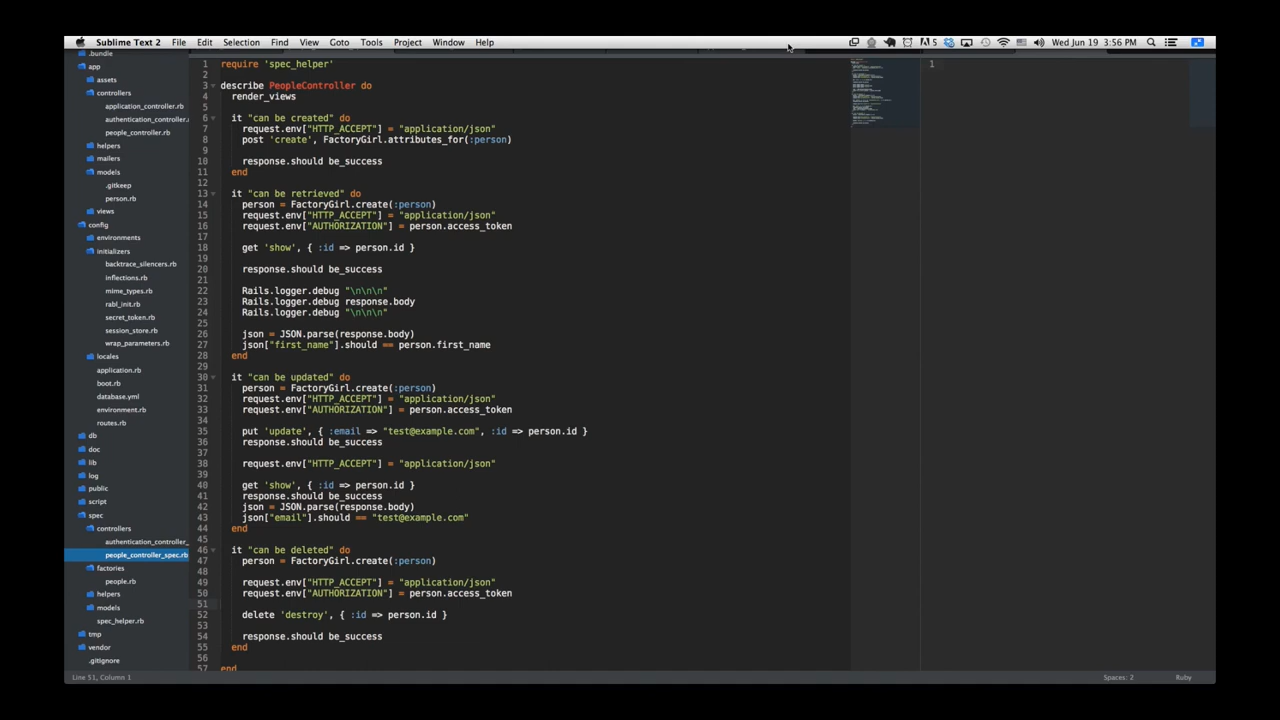 Sublime Text 2 File Edit Selection Find View Goto Tools Project Window Help 5 Wed Jun 19 3:56 PM
.bundle
app
assets
controllers
application_controller.rb
authentication_controller.
people_controller.rb
helpers
mailers
models
.gitkeep
person.rb
views
config
environments
initializers
backtrace_silencers.rb
inflections.rb
mime_types.rb
rabl_init.rb
secret_token.rb
session_store.rb
wrap_parameters.rb
locales
application.rb
boot.rb
database.yml
environment.rb
routes.rb
db
doc
lib
log
public
script
spec
controllers
authentication_controller_
people_controller_spec.rb
factories
people.rb
helpers
models
spec_helper.rb
tmp
vendor
.gitignore
1 require 'spec_helper'
2
3 describe PeopleController do
4 render_views
5
6 it "can be created" do
7 request.env["HTTP_ACCEPT"] = "application/json"
8 post 'create', FactoryGirl.attributes_for(:person)
9
10 response.should be_success
11 end
12
13 it "can be retrieved" do
14 person = FactoryGirl.create(:person)
15 request.env["HTTP_ACCEPT"] = "application/json"
16 request.env["AUTHORIZATION"] = person.access_token
17
18 get 'show', { :id => person.id }
19
20 response.should be_success
21
22 Rails.logger.debug "\n\n\n"
23 Rails.logger.debug response.body
24 Rails.logger.debug "\n\n\n"
25
26 json = JSON.parse(response.body)
27 json["first_name"].should == person.first_name
28 end
29
30 it "can be updated" do
31 person = FactoryGirl.create(:person)
32 request.env["HTTP_ACCEPT"] = "application/json"
33 request.env["AUTHORIZATION"] = person.access_token
34
35 put 'update', { :email => "test@example.com", :id => person.id }
36 response.should be_success
37
38 request.env["HTTP_ACCEPT"] = "application/json"
39
40 get 'show', { :id => person.id }
41 response.should be_success
42 json = JSON.parse(response.body)
43 json["email"].should == "test@example.com"
44 end
45
46 it "can be deleted" do
47 person = FactoryGirl.create(:person)
48
49 request.env["HTTP_ACCEPT"] = "application/json"
50 request.env["AUTHORIZATION"] = person.access_token
51
52 delete 'destroy', { :id => person.id }
53
54 response.should be_success
55 end
56
57 end
1
Line 51, Column 1 Spaces: 2 Ruby